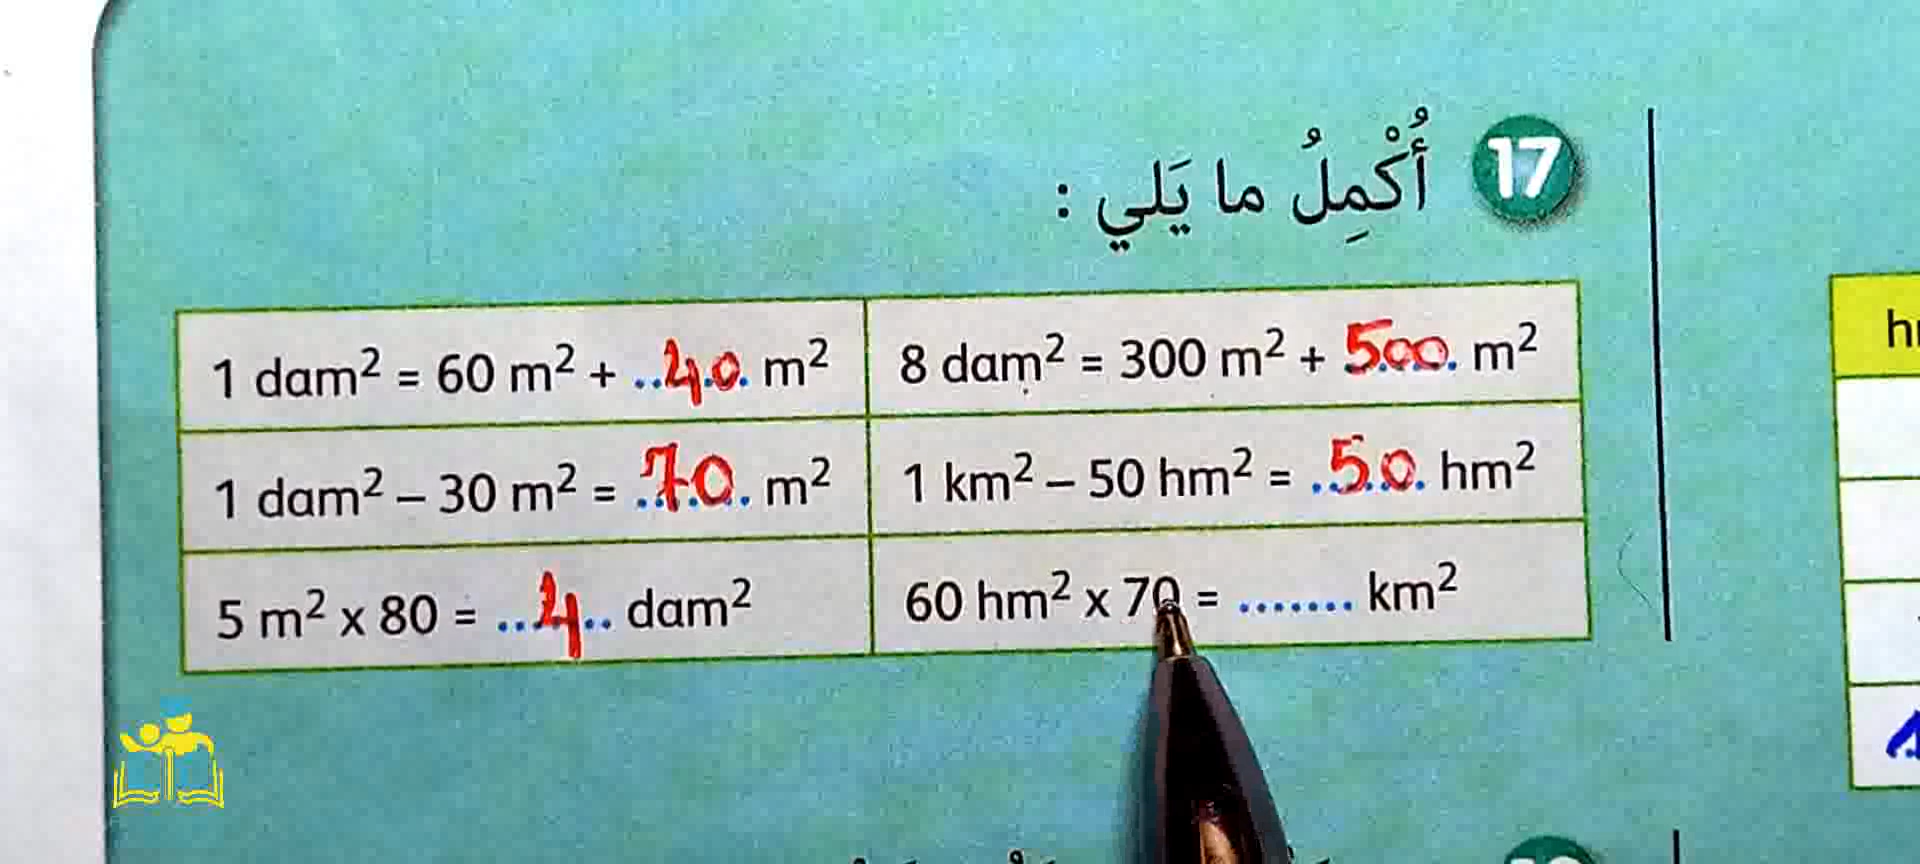 17 أُكْمِلُ ما يَلي :
1 dam² = 60 m² + ..40. m²
8 dam² = 300 m² + 500. m²
1 dam² – 30 m² = .70. m²
1 km² – 50 hm² = .50. hm²
5 m² x 80 = ..4.. dam²
60 hm² x 70 = ....... km²